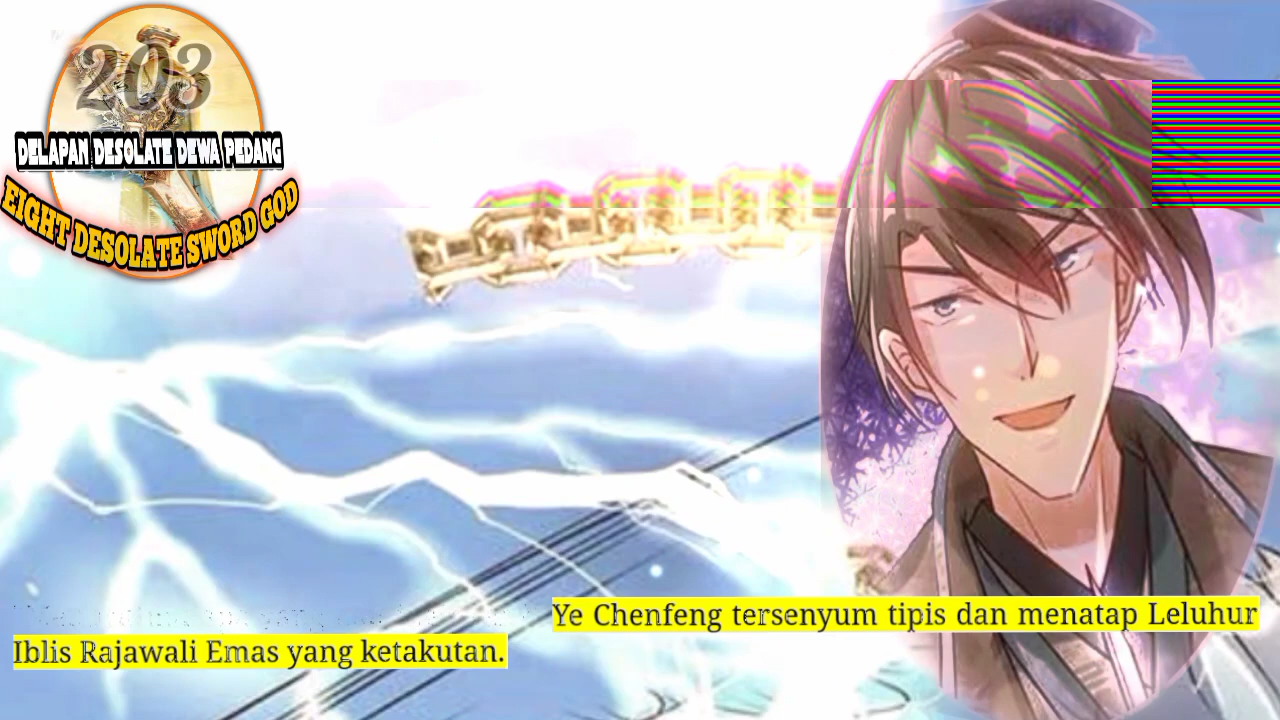 203
DELAPAN DESOLATE DEWA PEDANG
EIGHT DESOLATE SWORD GOD
Ye Chenfeng tersenyum tipis dan menatap Leluhur
Iblis Rajawali Emas yang ketakutan.